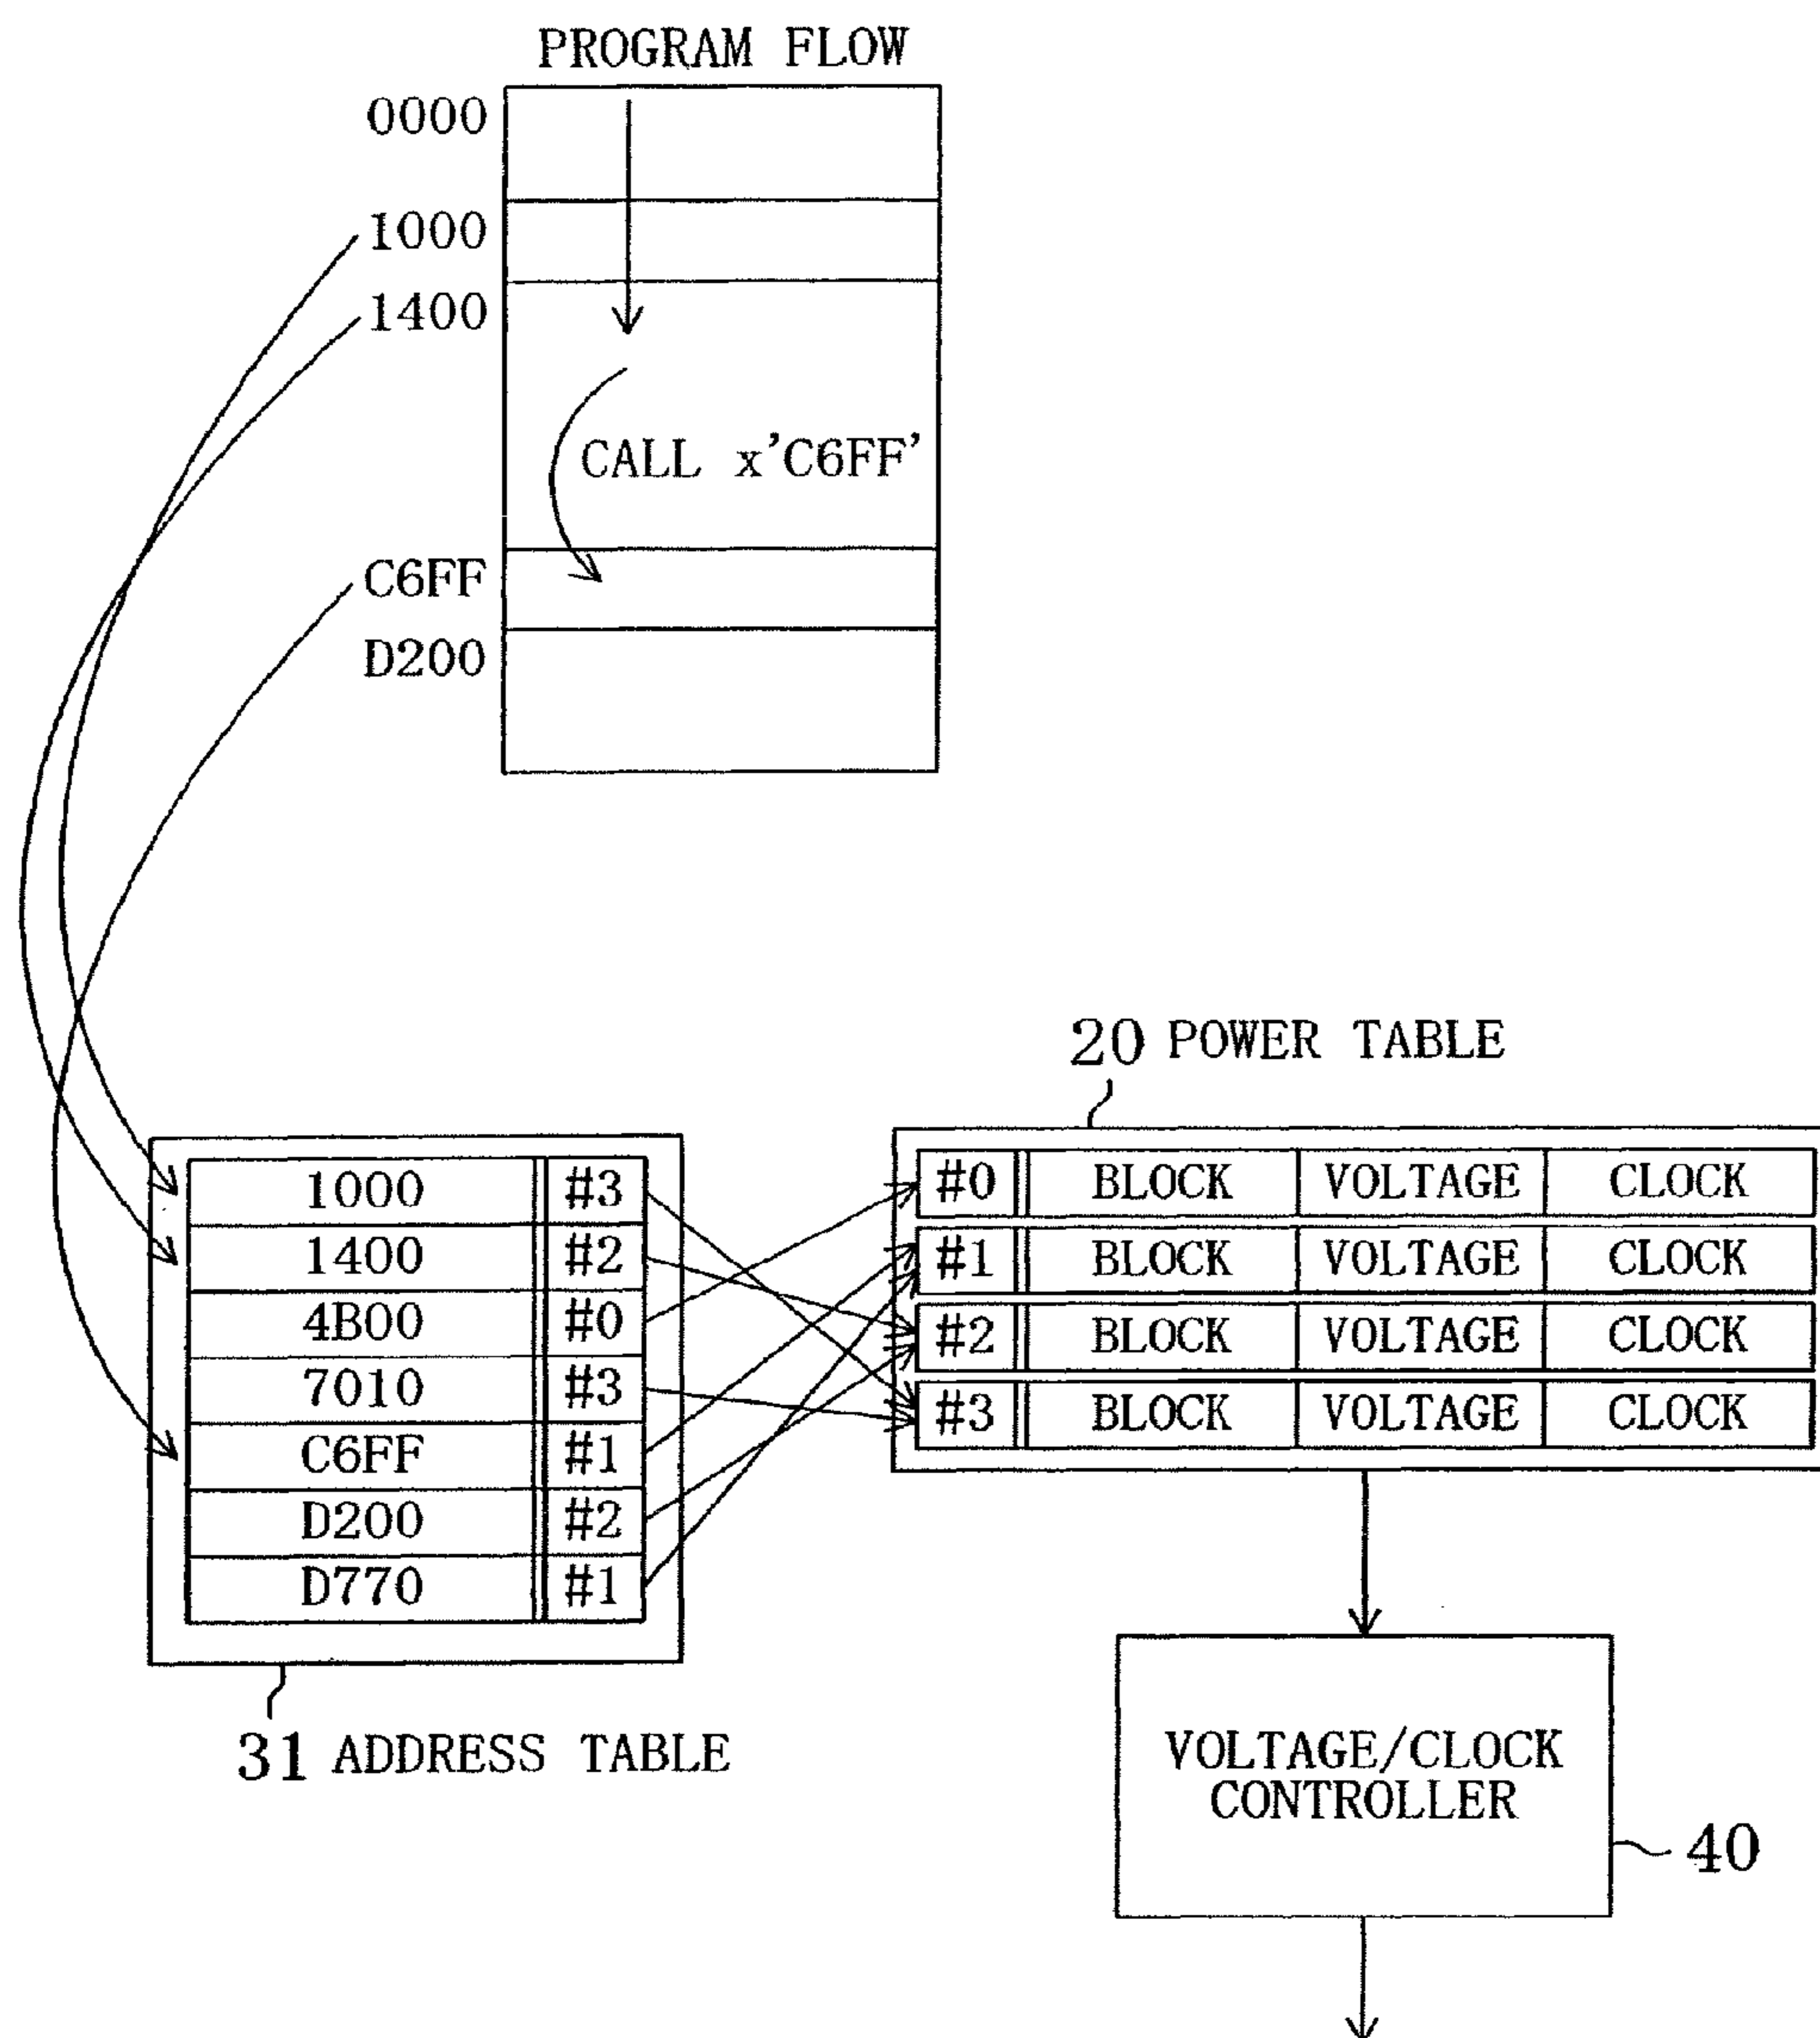 PROGRAM FLOW
0000
1000
1400
CALL x'C6FF'
C6FF
D200
20 POWER TABLE
#0 BLOCK VOLTAGE CLOCK
#1 BLOCK VOLTAGE CLOCK
#2 BLOCK VOLTAGE CLOCK
#3 BLOCK VOLTAGE CLOCK
1000 #3
1400 #2
4B00 #0
7010 #3
C6FF #1
D200 #2
D770 #1
31 ADDRESS TABLE
VOLTAGE/CLOCK
CONTROLLER
40